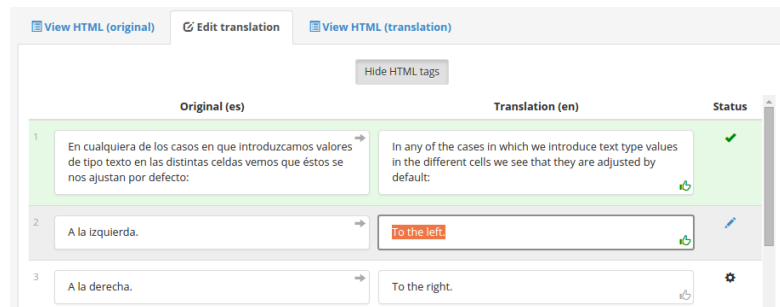 View HTML (original)
Edit translation
View HTML (translation)
Hide HTML tags
Original (es)
Translation (en)
Status
1
En cualquiera de los casos en que introduzcamos valores
de tipo texto en las distintas celdas vemos que éstos se
nos ajustan por defecto:
In any of the cases in which we introduce text type values
in the different cells we see that they are adjusted by
default:
2
A la izquierda.
To the left.
3
A la derecha.
To the right.